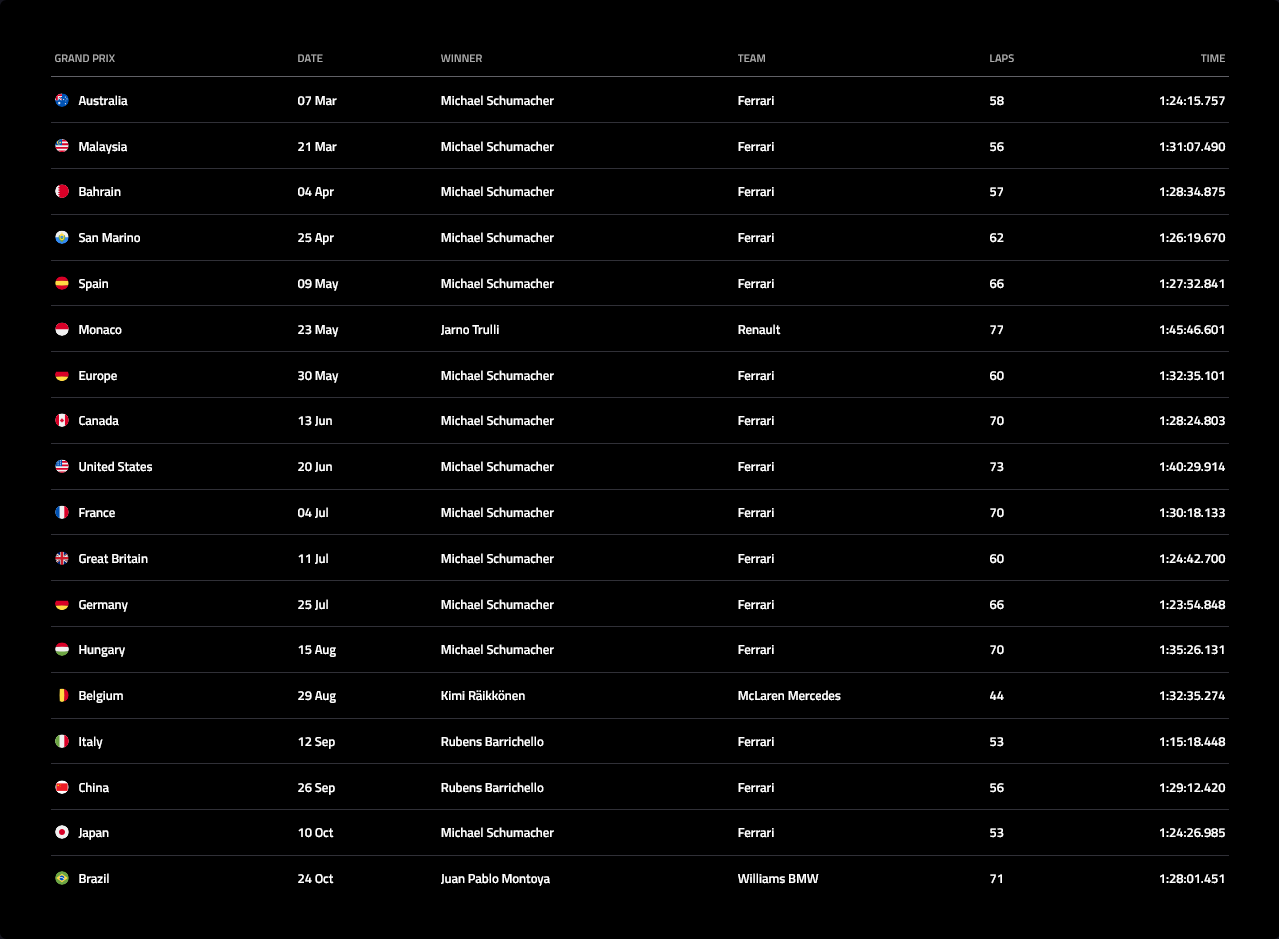 GRAND PRIX DATE WINNER TEAM LAPS TIME
Australia 07 Mar Michael Schumacher Ferrari 58 1:24:15.757
Malaysia 21 Mar Michael Schumacher Ferrari 56 1:31:07.490
Bahrain 04 Apr Michael Schumacher Ferrari 57 1:28:34.875
San Marino 25 Apr Michael Schumacher Ferrari 62 1:26:19.670
Spain 09 May Michael Schumacher Ferrari 66 1:27:32.841
Monaco 23 May Jarno Trulli Renault 77 1:45:46.601
Europe 30 May Michael Schumacher Ferrari 60 1:32:35.101
Canada 13 Jun Michael Schumacher Ferrari 70 1:28:24.803
United States 20 Jun Michael Schumacher Ferrari 73 1:40:29.914
France 04 Jul Michael Schumacher Ferrari 70 1:30:18.133
Great Britain 11 Jul Michael Schumacher Ferrari 60 1:24:42.700
Germany 25 Jul Michael Schumacher Ferrari 66 1:23:54.848
Hungary 15 Aug Michael Schumacher Ferrari 70 1:35:26.131
Belgium 29 Aug Kimi Räikkönen McLaren Mercedes 44 1:32:35.274
Italy 12 Sep Rubens Barrichello Ferrari 53 1:15:18.448
China 26 Sep Rubens Barrichello Ferrari 56 1:29:12.420
Japan 10 Oct Michael Schumacher Ferrari 53 1:24:26.985
Brazil 24 Oct Juan Pablo Montoya Williams BMW 71 1:28:01.451